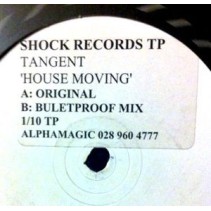 SHOCK RECORDS TP
TANGENT
'HOUSE MOVING'
A: ORIGINAL
B: BULETPROOF MIX
1/10 TP
ALPHAMAGIC 028 960 4777